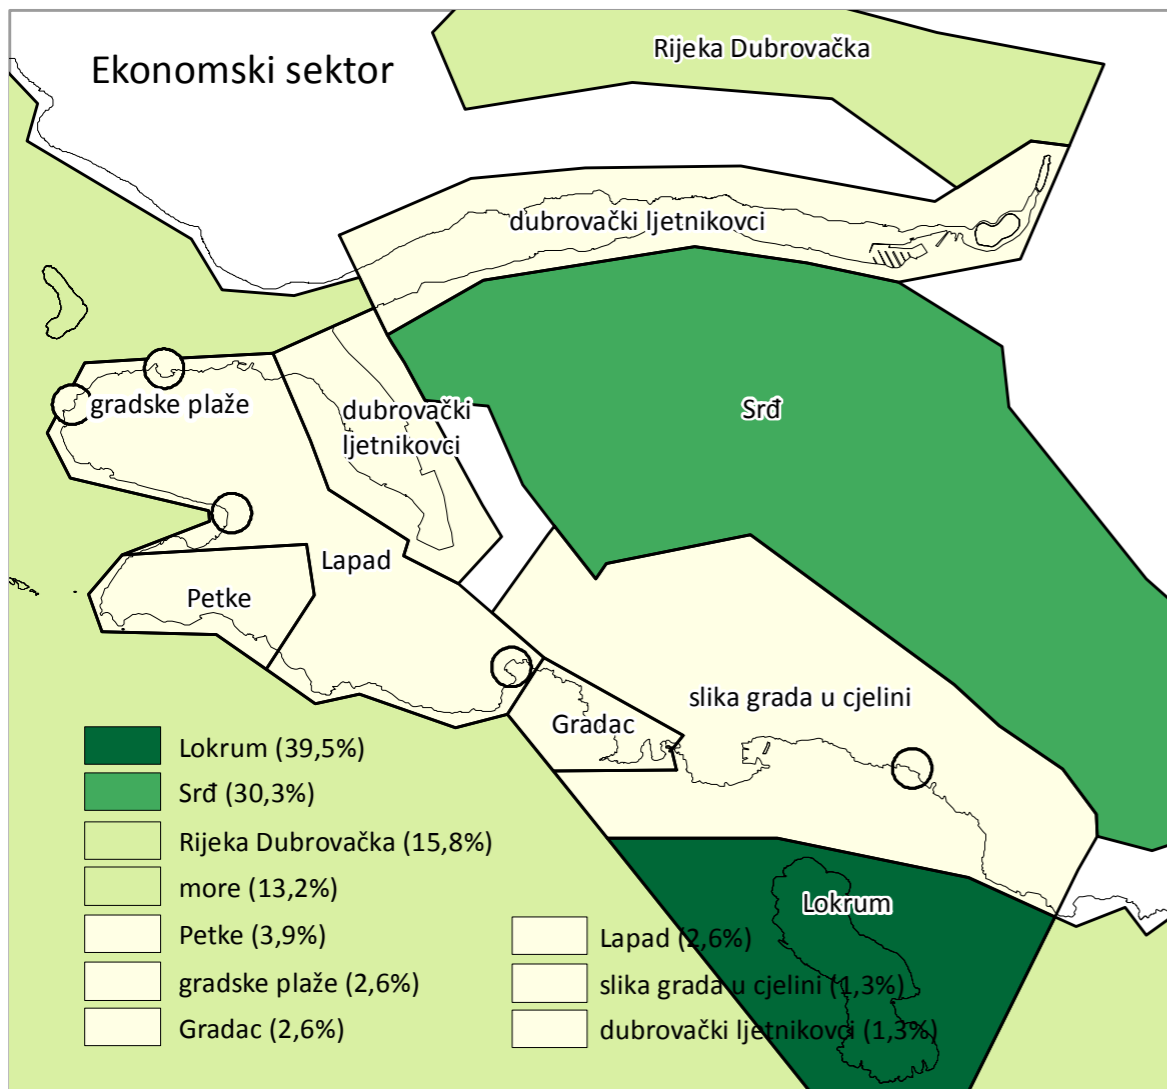 Ekonomski sektor
Rijeka Dubrovačka
dubrovački ljetnikovci
gradske plaže
dubrovački
ljetnikovci
Srđ
Lapad
Petke
slika grada u cjelini
Gradac
Lokrum
Lokrum (39,5%)
Srđ (30,3%)
Rijeka Dubrovačka (15,8%)
more (13,2%)
Petke (3,9%)
gradske plaže (2,6%)
Gradac (2,6%)
Lapad (2,6%)
slika grada u cjelini (1,3%)
dubrovački ljetnikovci (1,3%)